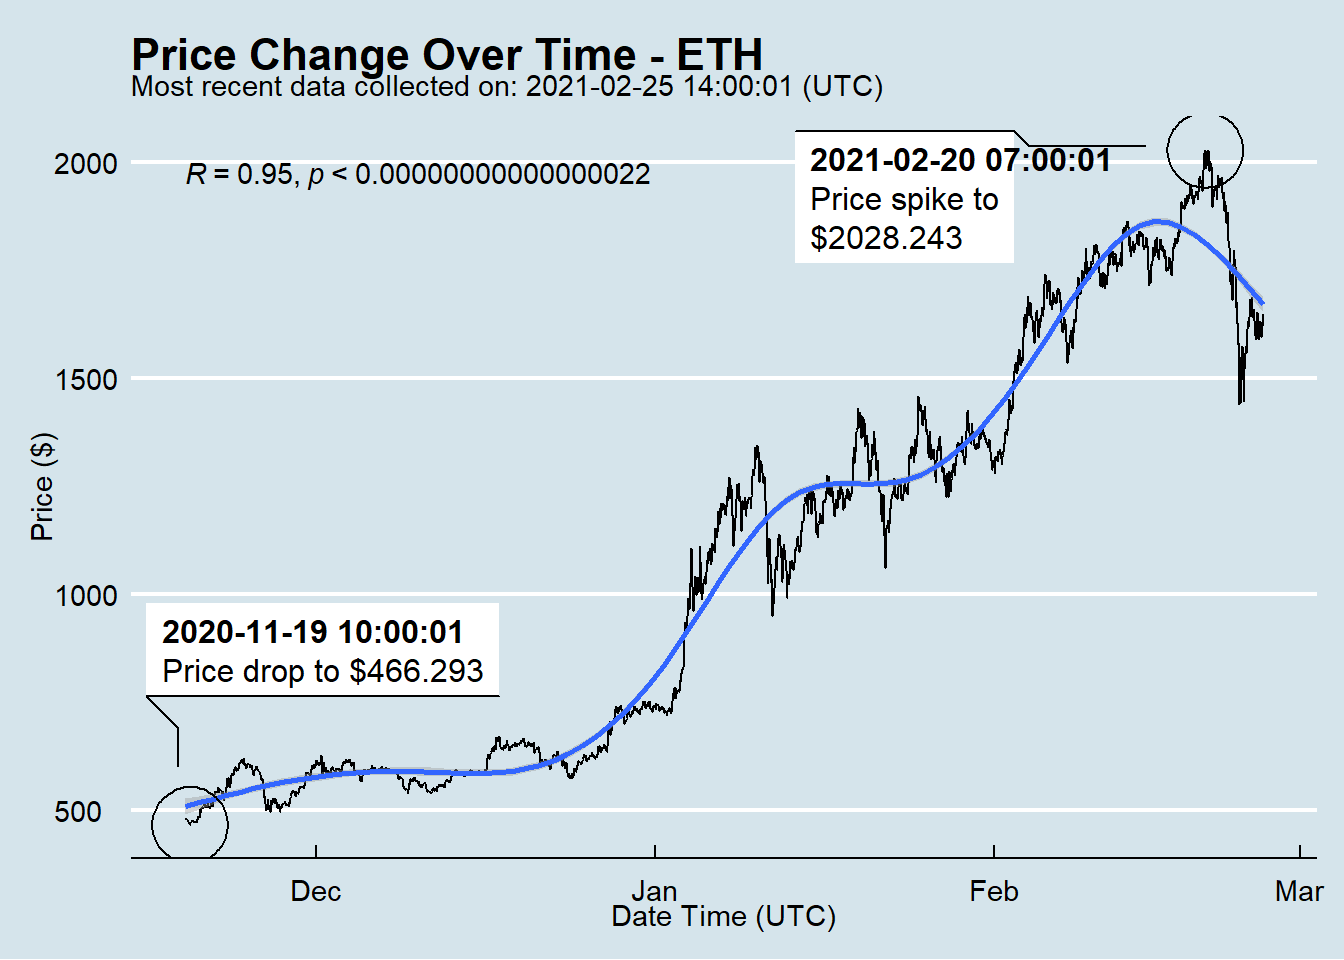 Price Change Over Time - ETH
Most recent data collected on: 2021-02-25 14:00:01 (UTC)
R = 0.95, p < 0.00000000000000022
2021-02-20 07:00:01
Price spike to
$2028.243
2020-11-19 10:00:01
Price drop to $466.293
Price ($)
2000
1500
1000
500
Dec
Jan
Feb
Mar
Date Time (UTC)